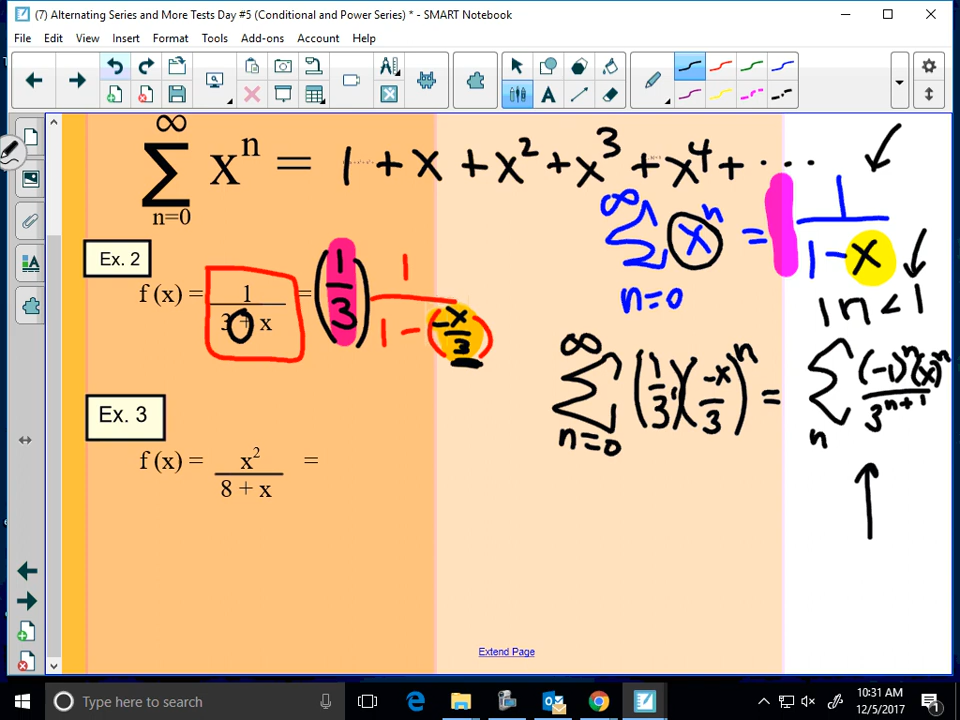 (7) Alternating Series and More Tests Day #5 (Conditional and Power Series) * - SMART Notebook
File Edit View Insert Format Tools Add-ons Account Help
∞
∑ xⁿ = 1 + x + x² + x³ + x⁴ + ...
n=0
∞
∑ xⁿ = 1/(1-x)
n=0
|r| < 1
Ex. 2
f (x) = 1/(3 + x) = (1/3) 1/(1-(-x/3))
∞
∑ (1/3)(-x/3)ⁿ = ∑ (-1)ⁿ(x)ⁿ/3ⁿ⁺¹
n=0 n
Ex. 3
f (x) = x²/(8 + x) =
Extend Page
Type here to search
10:31 AM
12/5/2017
1